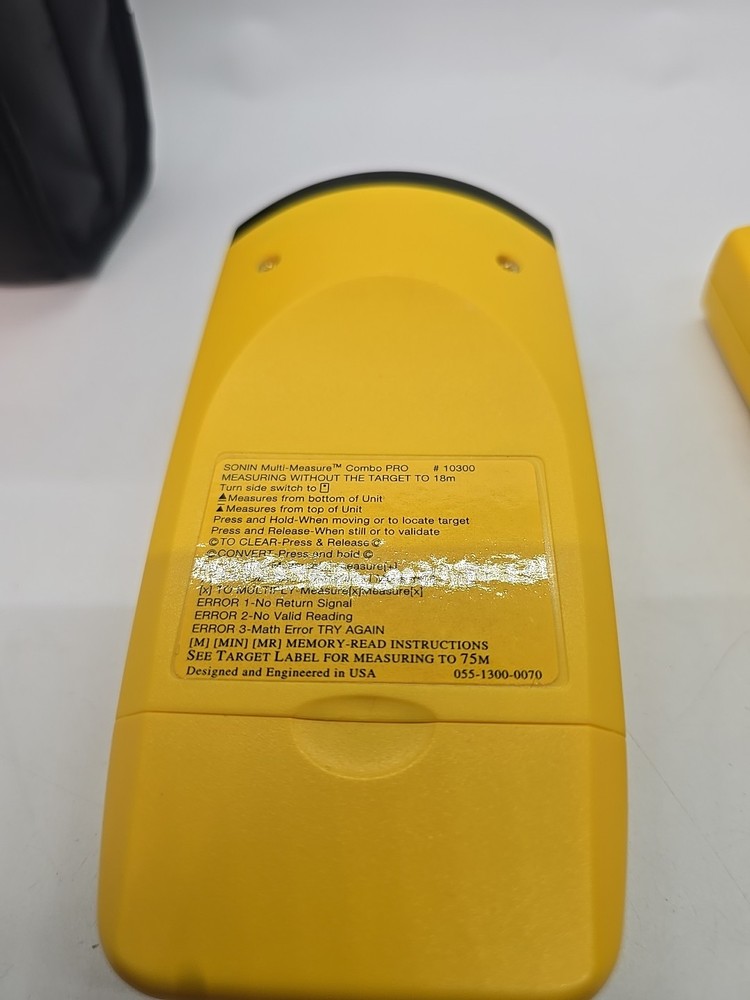 SONIN Multi-Measure™ Combo PRO # 10300
MEASURING WITHOUT THE TARGET TO 18m
Turn side switch to
Measures from bottom of Unit
Measures from top of Unit
Press and Hold-When moving or to locate target
Press and Release-When still or to validate
©TO CLEAR-Press & Release ©
©CONVERT-Press and hold ©
[x] TO MULTIPLY-Measure[x]Measure[x]
ERROR 1-No Return Signal
ERROR 2-No Valid Reading
ERROR 3-Math Error TRY AGAIN
[M] [MIN] [MR] MEMORY-READ INSTRUCTIONS
SEE TARGET LABEL FOR MEASURING TO 75M
Designed and Engineered in USA 055-1300-0070